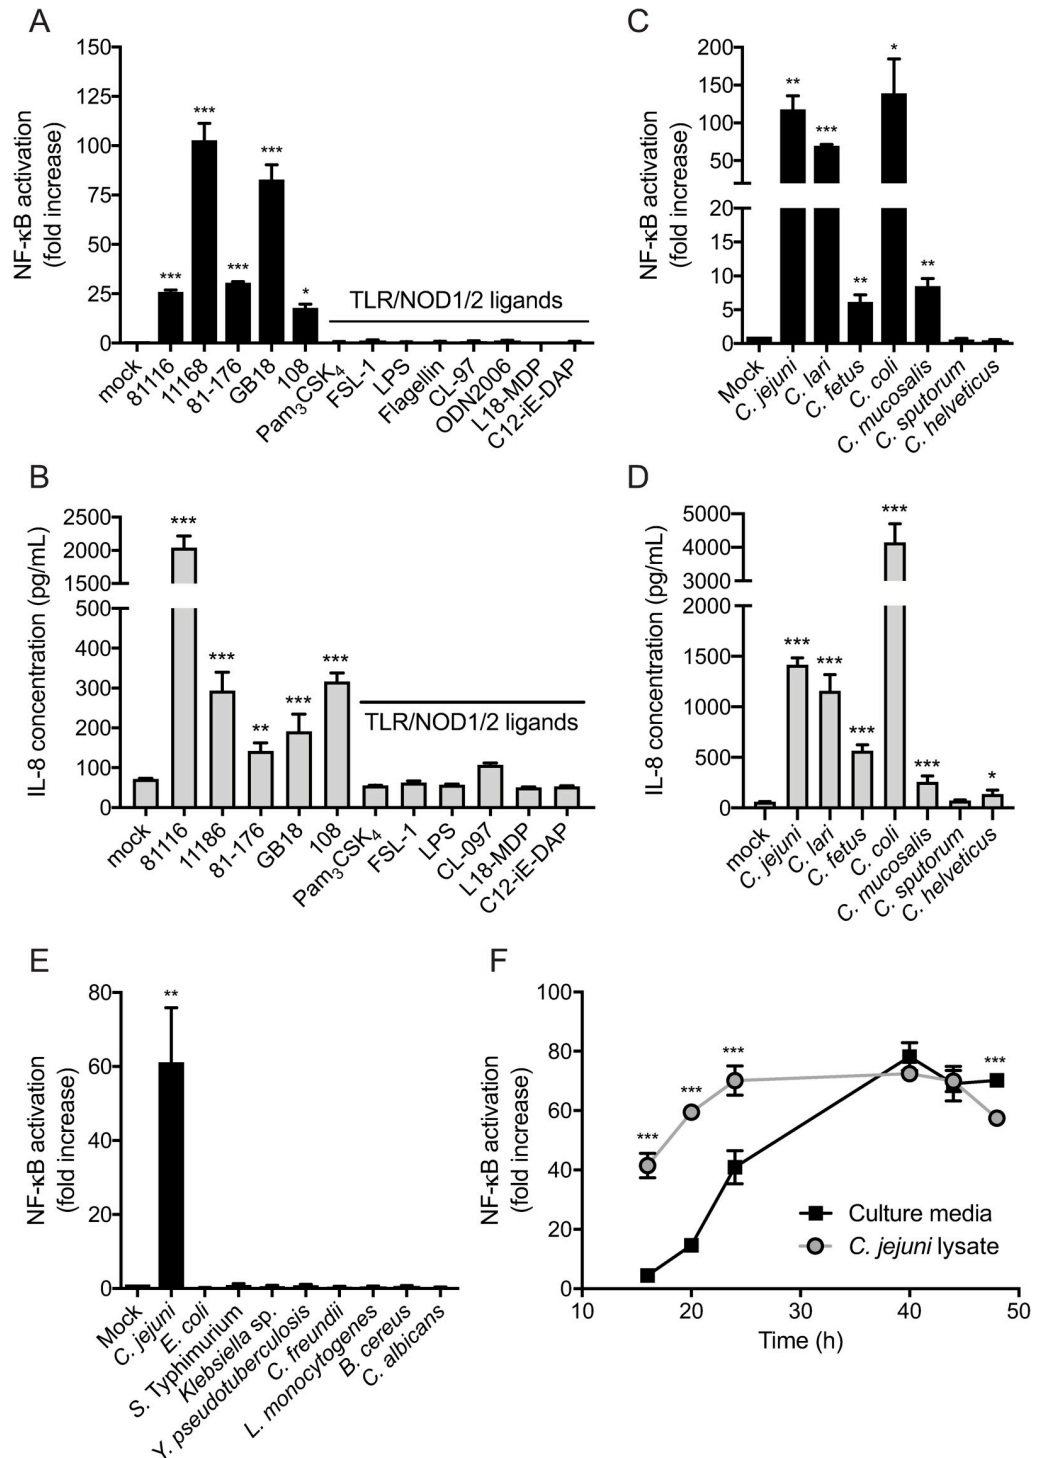 A
NF-κB activation
(fold increase)
150
125
100
75
50
25
0
***
***
***
***
*
TLR/NOD1/2 ligands
mock
81116
11168
81-176
GB18
108
Pam3CSK4
FSL-1
LPS
Flagellin
CL-97
ODN2006
L18-MDP
C12-iE-DAP
C
NF-κB activation
(fold increase)
200
150
100
50
20
15
10
5
0
**
***
**
*
**
Mock
C. jejuni
C. lari
C. fetus
C. coli
C. mucosalis
C. sputorum
C. helveticus
B
IL-8 concentration (pg/mL)
2500
2000
1500
500
400
300
200
100
0
***
***
**
***
***
TLR/NOD1/2 ligands
mock
81116
11186
81-176
GB18
108
Pam3CSK4
FSL-1
LPS
CL-097
L18-MDP
C12-iE-DAP
D
IL-8 concentration (pg/mL)
5000
4000
3000
2000
1500
1000
500
0
***
***
***
***
***
*
mock
C. jejuni
C. lari
C. fetus
C. coli
C. mucosalis
C. sputorum
C. helveticus
E
NF-κB activation
(fold increase)
80
60
40
20
0
**
Mock
C. jejuni
E. coli
S. Typhimurium
Klebsiella sp.
Y. pseudotuberculosis
C. freundii
L. monocytogenes
B. cereus
C. albicans
F
NF-κB activation
(fold increase)
100
80
60
40
20
0
***
***
***
***
Culture media
C. jejuni lysate
10
20
30
40
50
Time (h)